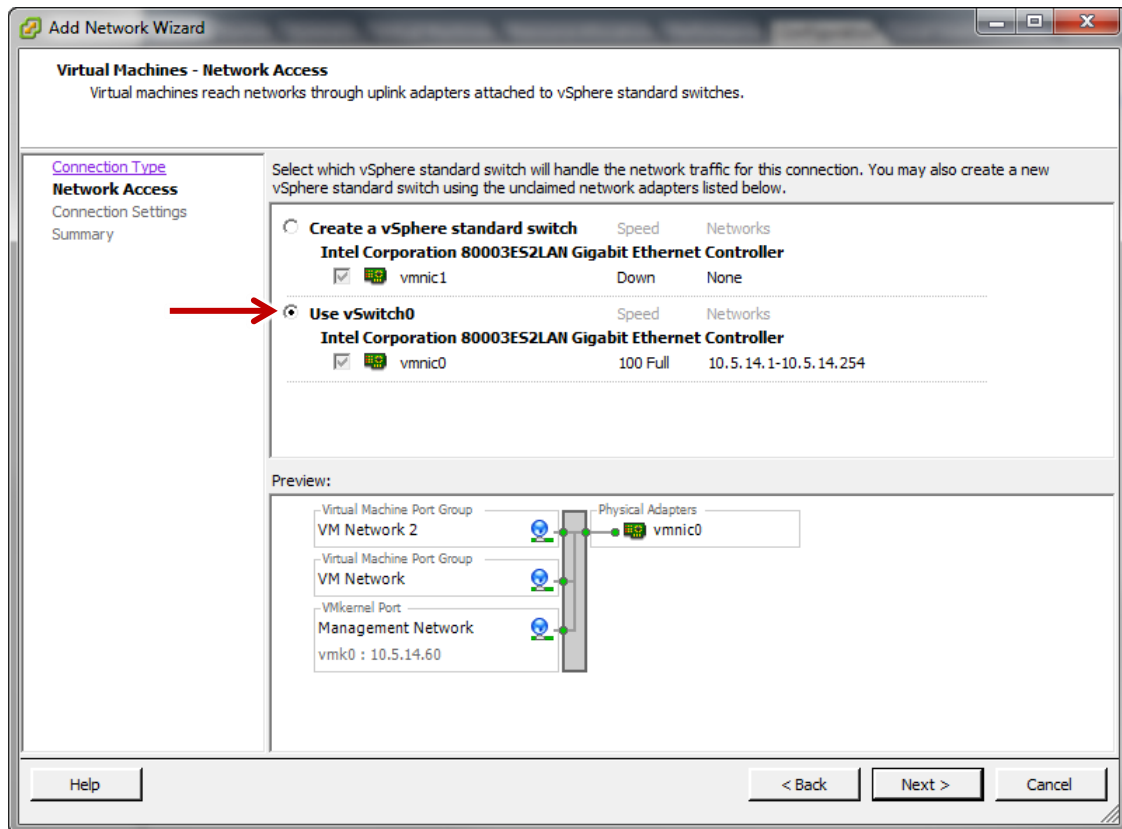 Add Network Wizard
Virtual Machines - Network Access
Virtual machines reach networks through uplink adapters attached to vSphere standard switches.
Connection Type
Network Access
Connection Settings
Summary
Select which vSphere standard switch will handle the network traffic for this connection. You may also create a new
vSphere standard switch using the unclaimed network adapters listed below.
Create a vSphere standard switch Speed Networks
Intel Corporation 80003ES2LAN Gigabit Ethernet Controller
vmnic1 Down None
Use vSwitch0 Speed Networks
Intel Corporation 80003ES2LAN Gigabit Ethernet Controller
vmnic0 100 Full 10.5.14.1-10.5.14.254
Preview:
Virtual Machine Port Group Physical Adapters
VM Network 2 vmnic0
Virtual Machine Port Group
VM Network
VMkernel Port
Management Network
vmk0 : 10.5.14.60
Help < Back Next > Cancel